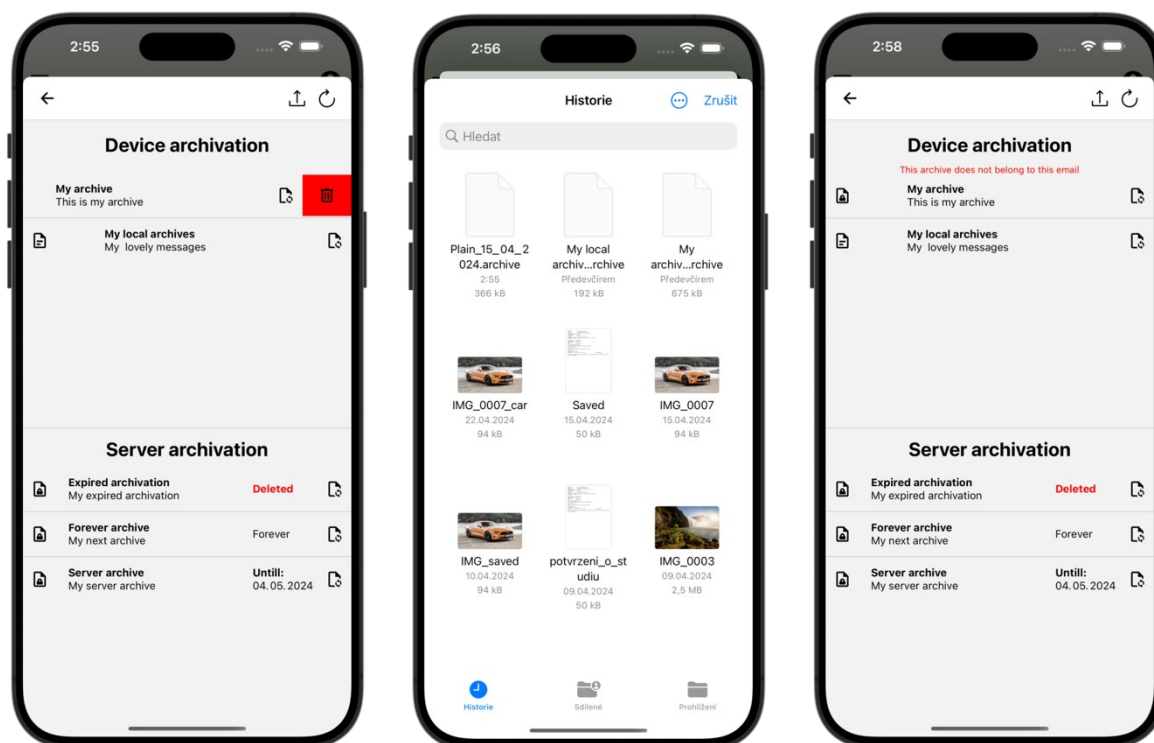 2:55
Device archivation
My archive
This is my archive
My local archives
My lovely messages
Server archivation
Expired archivation
My expired archivation
Deleted
Forever archive
My next archive
Forever
Server archive
My server archive
Untill:
04. 05. 2024
2:56
Historie
Zrušit
Hledat
Plain_15_04_2
024.archive
2:55
366 kB
My local
archiv...rchive
Předevčírem
192 kB
My
archiv...rchive
Předevčírem
675 kB
IMG_0007_car
22.04.2024
94 kB
Saved
15.04.2024
50 kB
IMG_0007
15.04.2024
94 kB
IMG_saved
10.04.2024
94 kB
potvrzeni_o_st
udiu
09.04.2024
50 kB
IMG_0003
09.04.2024
2,5 MB
Historie
Sdílené
Prohlížení
2:58
Device archivation
This archive does not belong to this email
My archive
This is my archive
My local archives
My lovely messages
Server archivation
Expired archivation
My expired archivation
Deleted
Forever archive
My next archive
Forever
Server archive
My server archive
Untill:
04. 05. 2024